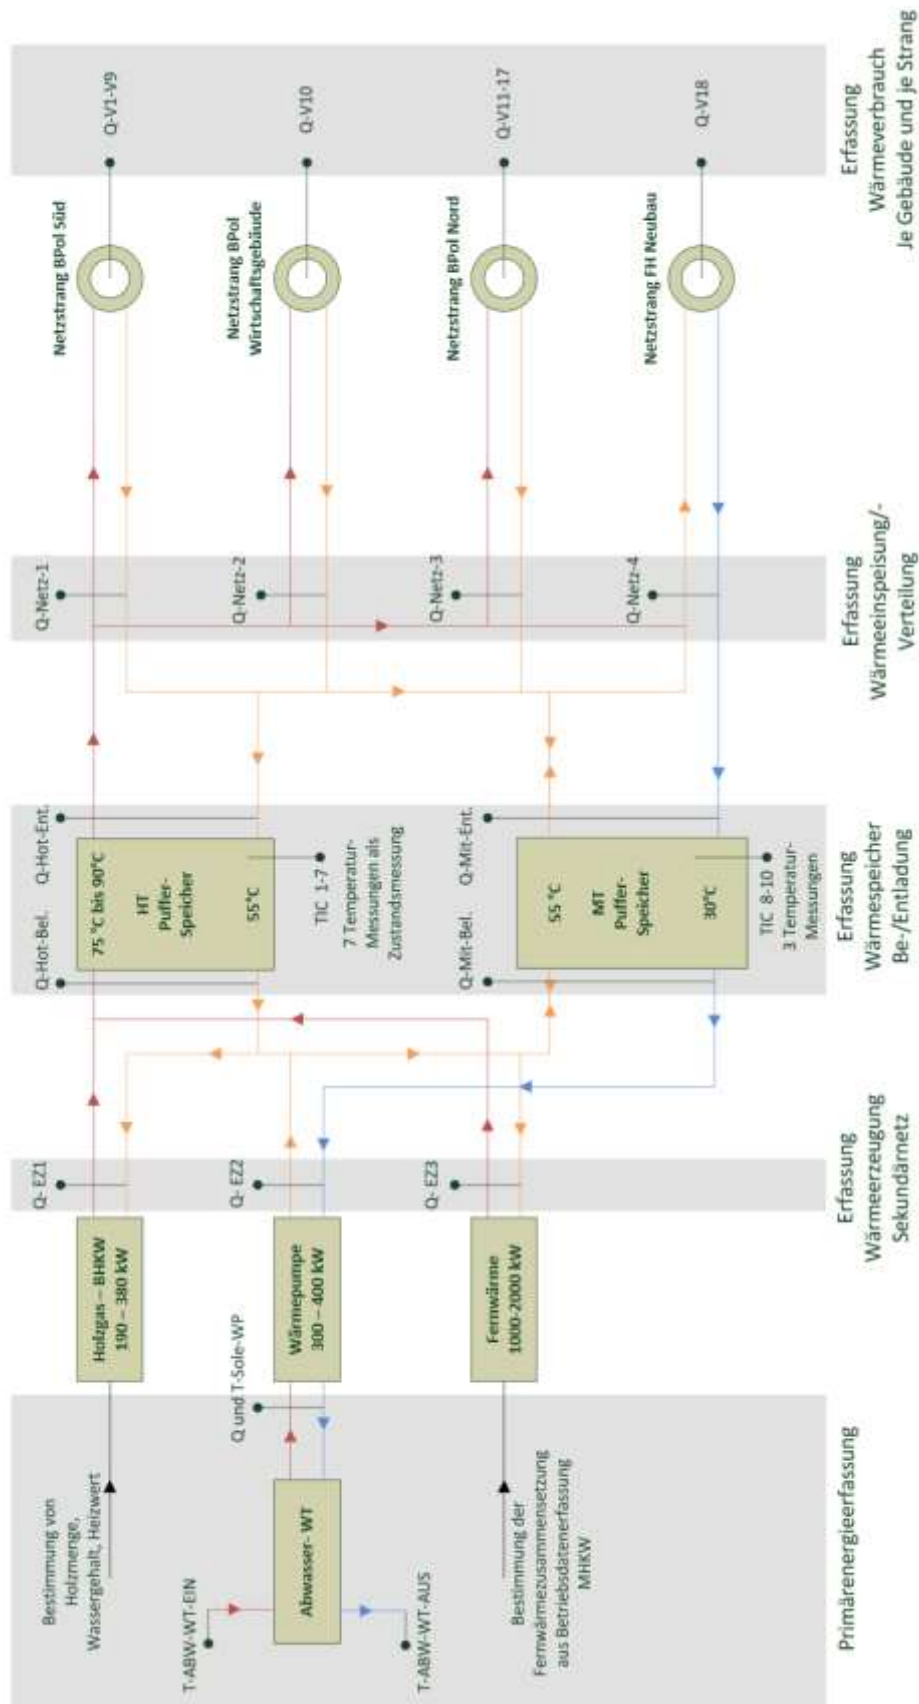 Bestimmung von
Holzmenge,
Wassergehalt, Heizwert
T-ABW-WT-EIN
Abwasser- WT
T-ABW-WT-AUS
Bestimmung der
Fernwärmezusammensetzung
aus Betriebsdatenerfassung
MHKW
Primärenergieerfassung
Q und T-Sole-WP
Holzgas – BHKW
190 – 380 kW
Wärmepumpe
300 – 400 kW
Fernwärme
1000-2000 kW
Q- EZ1
Q- EZ2
Q- EZ3
Erfassung
Wärmeerzeugung
Sekundärnetz
Q-Hot-Bel.
Q-Hot-Ent.
75 °C bis 90°C
HT
Puffer-
Speicher
55°C
TIC 1-7
7 Temperatur-
Messungen als
Zustandsmessung
Q-Mit-Bel.
Q-Mit-Ent.
55 °C
MT
Puffer-
Speicher
30°C
TIC 8-10
3 Temperatur-
Messungen
Erfassung
Wärmespeicher
Be-/Entladung
Q-Netz-1
Q-Netz-2
Q-Netz-3
Q-Netz-4
Erfassung
Wärmeeinspeisung/-
Verteilung
Netzstrang BPol Süd
Netzstrang BPol
Wirtschaftsgebäude
Netzstrang BPol Nord
Netzstrang FH Neubau
Q-V1-V9
Q-V10
Q-V11-17
Q-V18
Erfassung
Wärmeverbrauch
Je Gebäude und je Strang